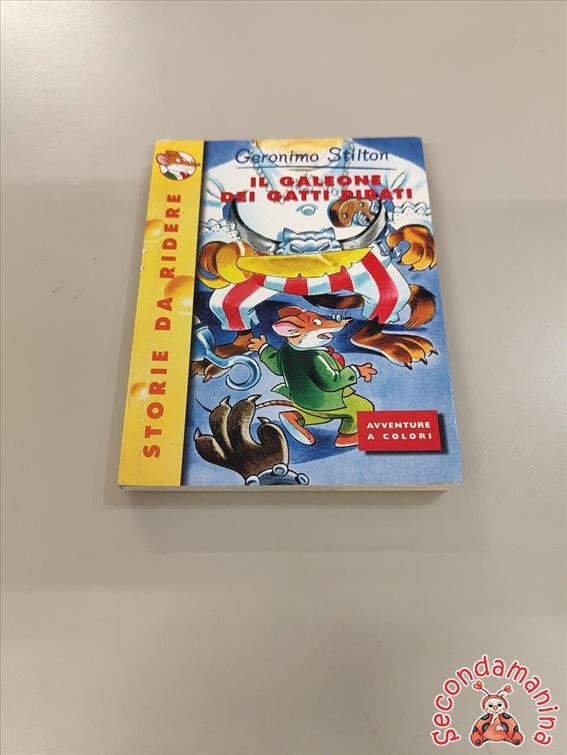 Geronimo Stilton
IL GALEONE
DEI GATTI PIRATI
STORIE DA RIDERE
AVVENTURE
A COLORI
Secondamanina